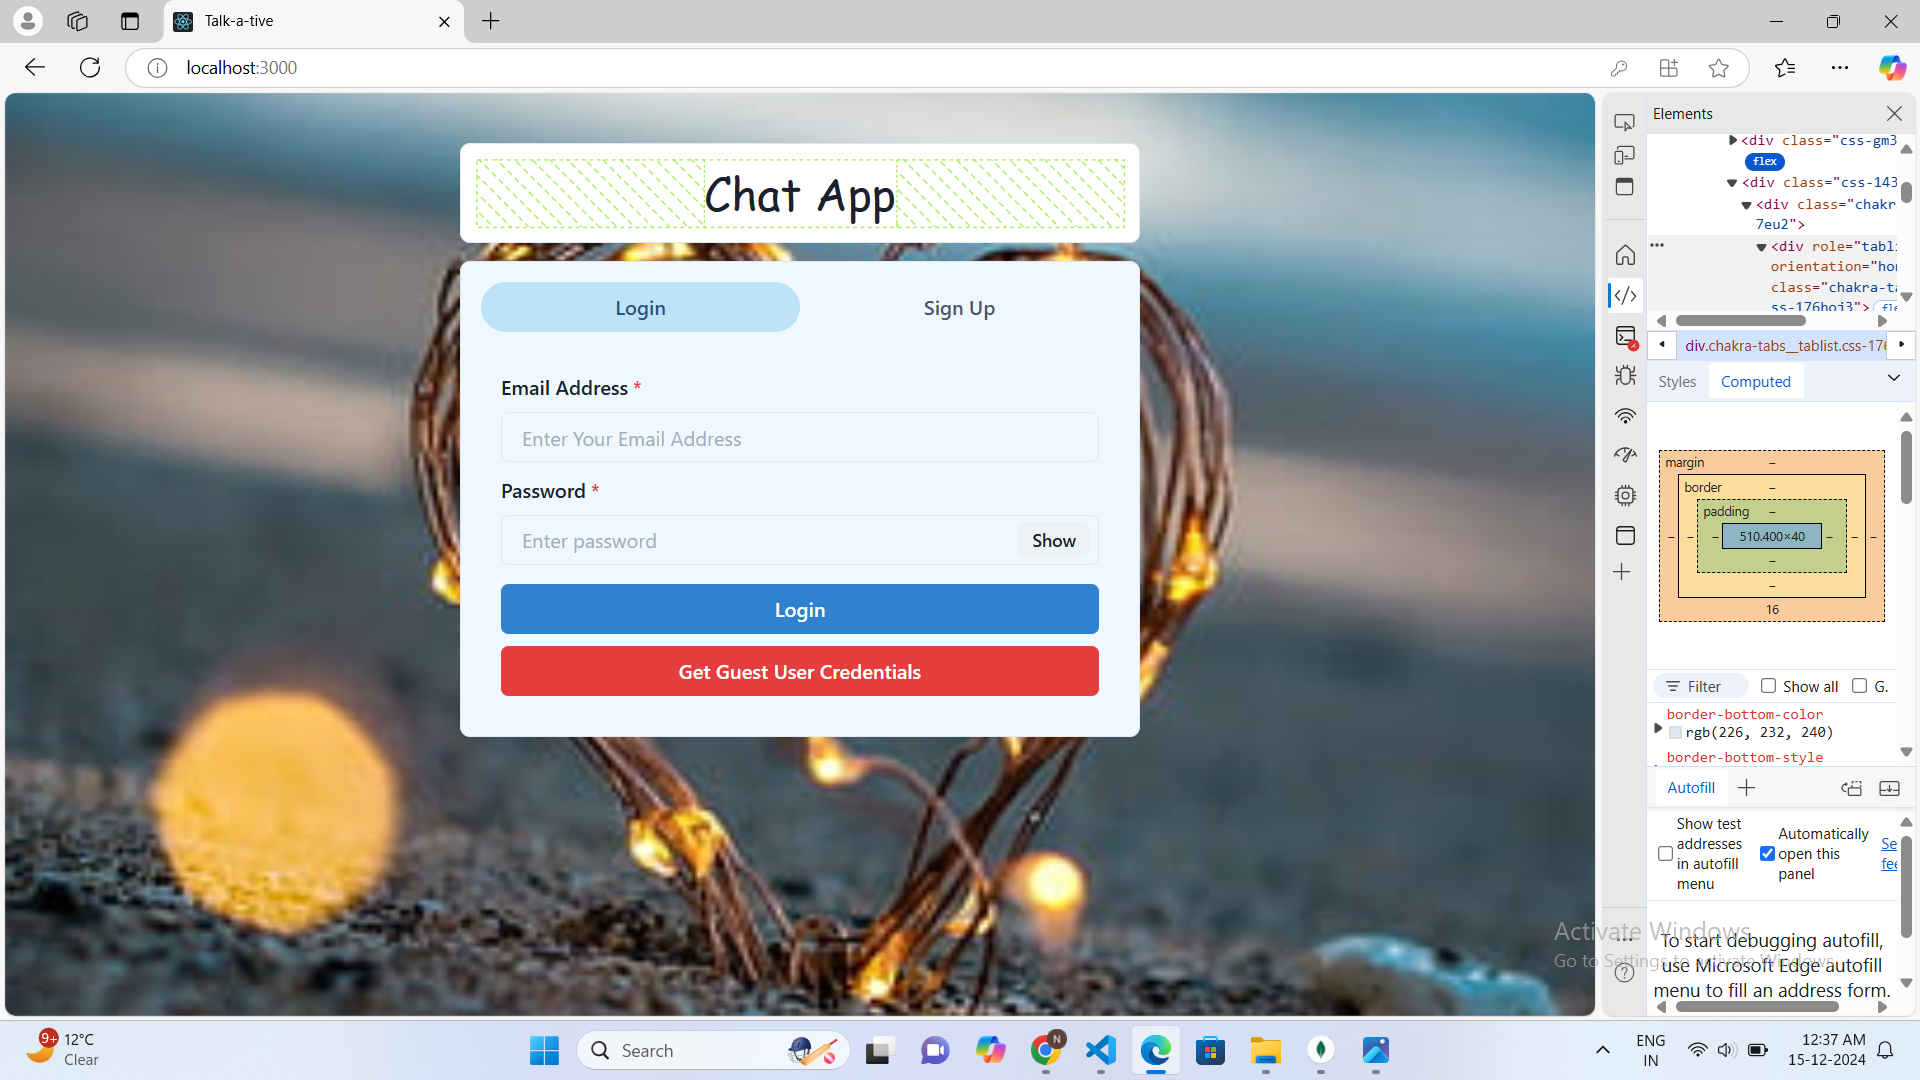 Talk-a-tive
localhost:3000
Chat App
Login
Sign Up
Email Address *
Enter Your Email Address
Password *
Enter password
Show
Login
Get Guest User Credentials
Elements
<div class="css-gm3
flex
<div class="css-143
<div class="chakr
7eu2">
<div role="tabli
orientation="hor
class="chakra-ta
ss-176hoj3">
div.chakra-tabs__tablist.css-176
Styles
Computed
margin
–
border
–
padding
–
– – – 510.400×40 – – –
–
–
16
Filter
Show all
G.
border-bottom-color
rgb(226, 232, 240)
border-bottom-style
Autofill
Show test
addresses
in autofill
menu
Automatically
open this
panel
Se
fee
To start debugging autofill,
use Microsoft Edge autofill
menu to fill an address form.
Activate Windows
Go to Settings to activate Windows.
9+
12°C
Clear
Search
N
ENG
IN
12:37 AM
15-12-2024